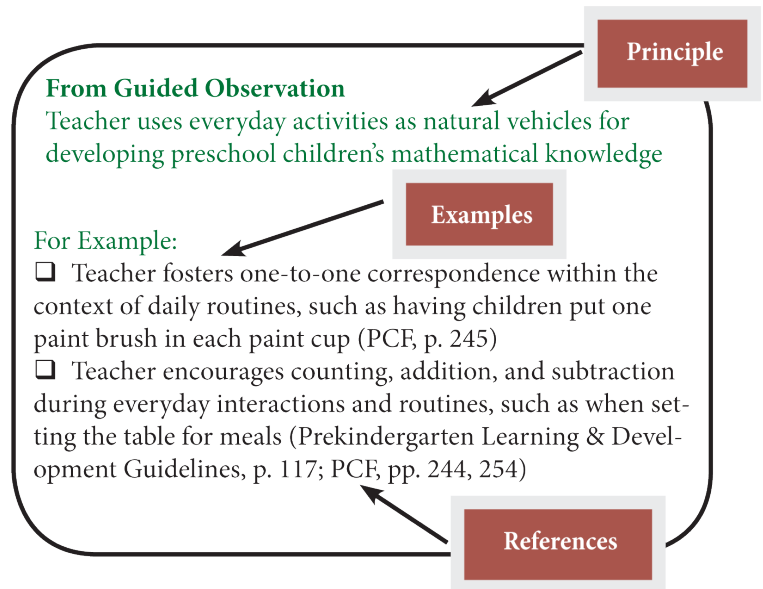 Principle
From Guided Observation
Teacher uses everyday activities as natural vehicles for
developing preschool children’s mathematical knowledge
Examples
For Example:
❑ Teacher fosters one-to-one correspondence within the
context of daily routines, such as having children put one
paint brush in each paint cup (PCF, p. 245)
❑ Teacher encourages counting, addition, and subtraction
during everyday interactions and routines, such as when set-
ting the table for meals (Prekindergarten Learning & Devel-
opment Guidelines, p. 117; PCF, pp. 244, 254)
References